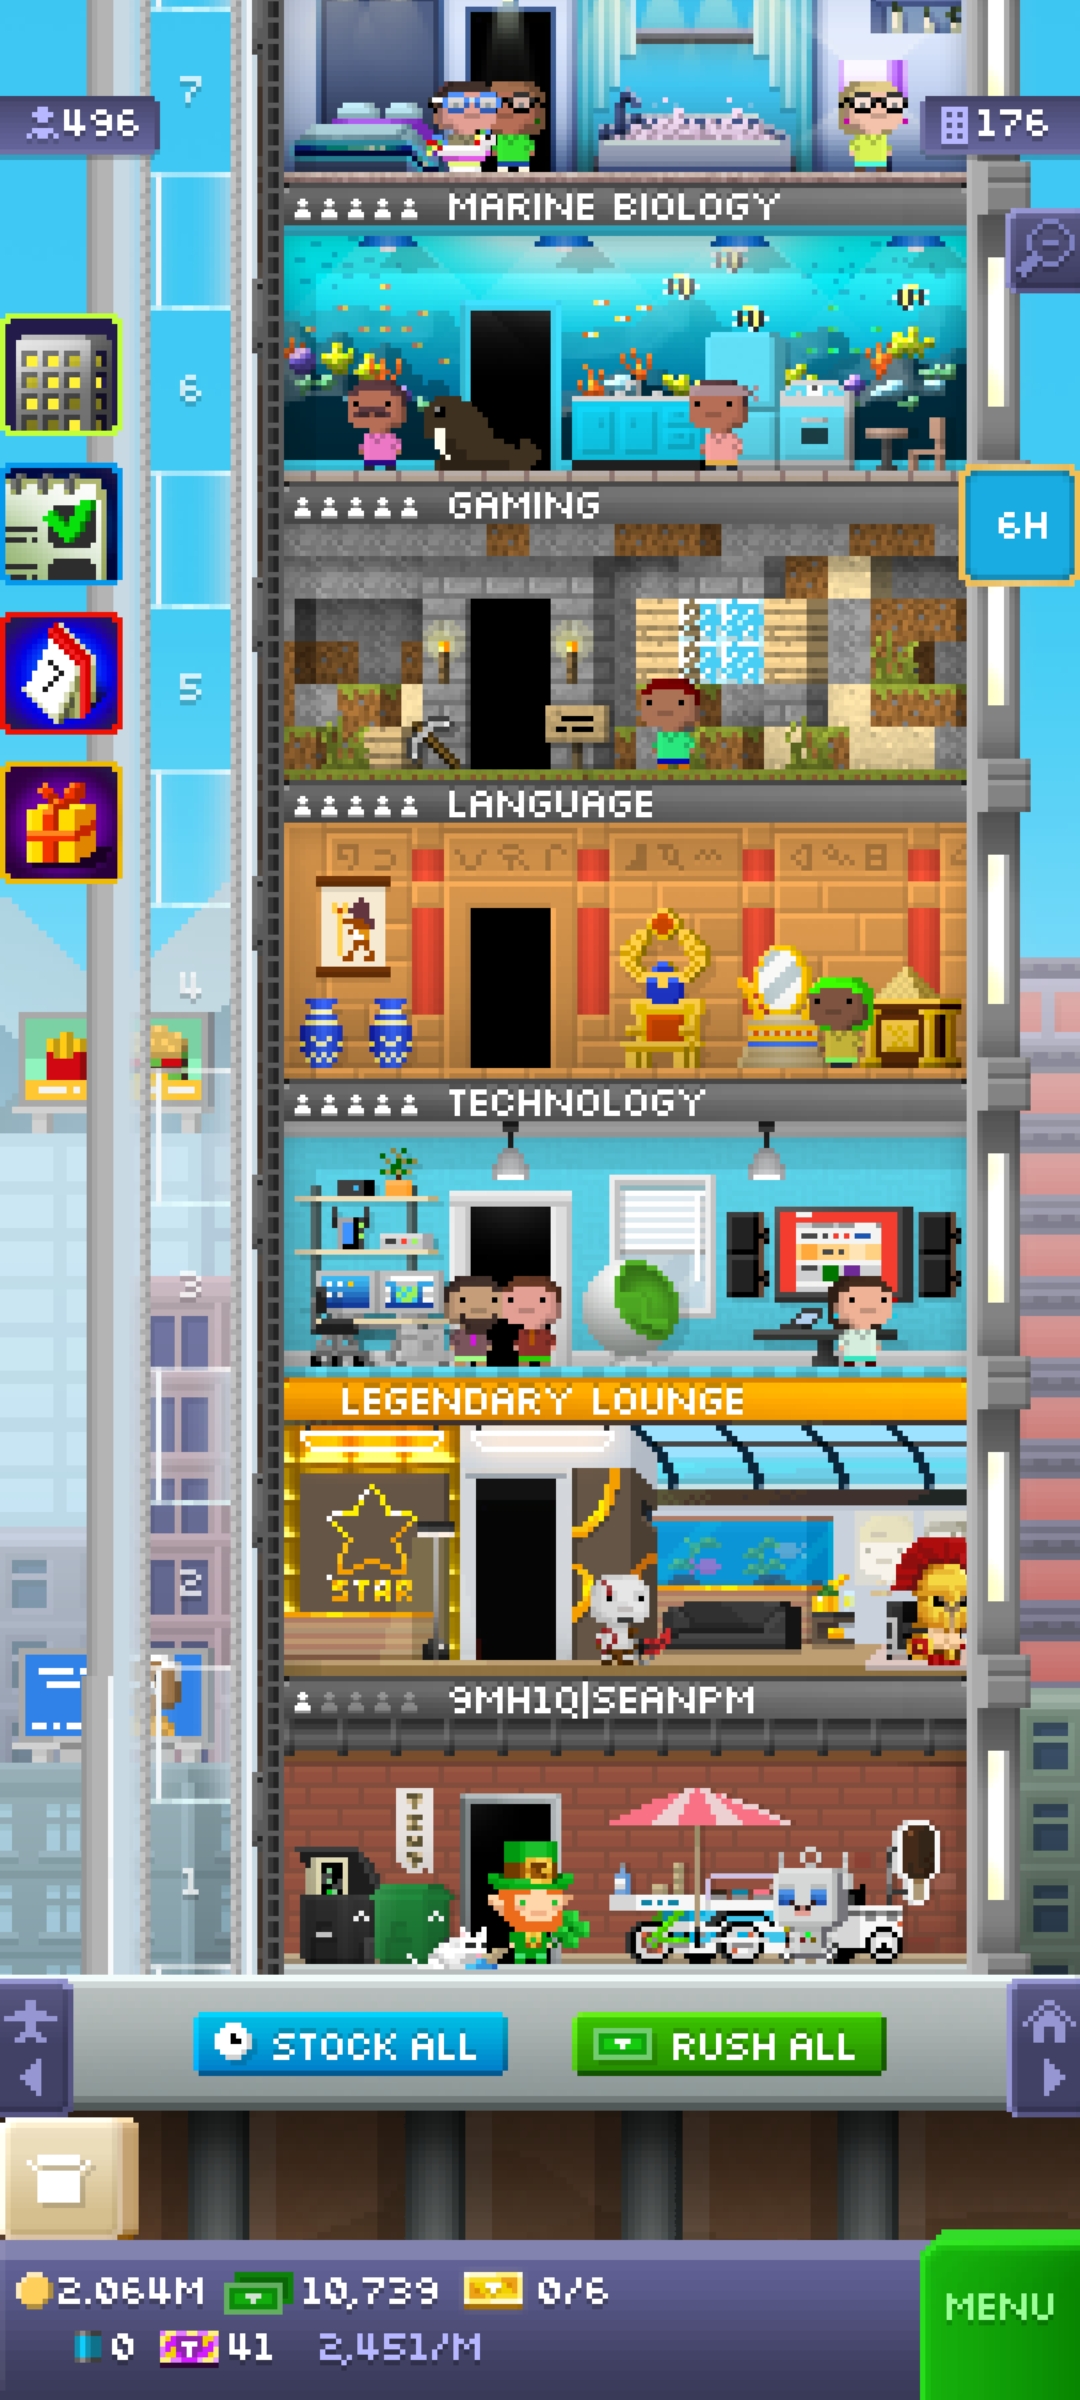 7
496
176
MARINE BIOLOGY
6
GAMING
6H
5
LANGUAGE
4
TECHNOLOGY
3
LEGENDARY LOUNGE
STAR
2
9MH1Q|SEANPM
TINY
1
STOCK ALL
RUSH ALL
2.064M 10,739 0/6
0 41 2,451/M
MENU